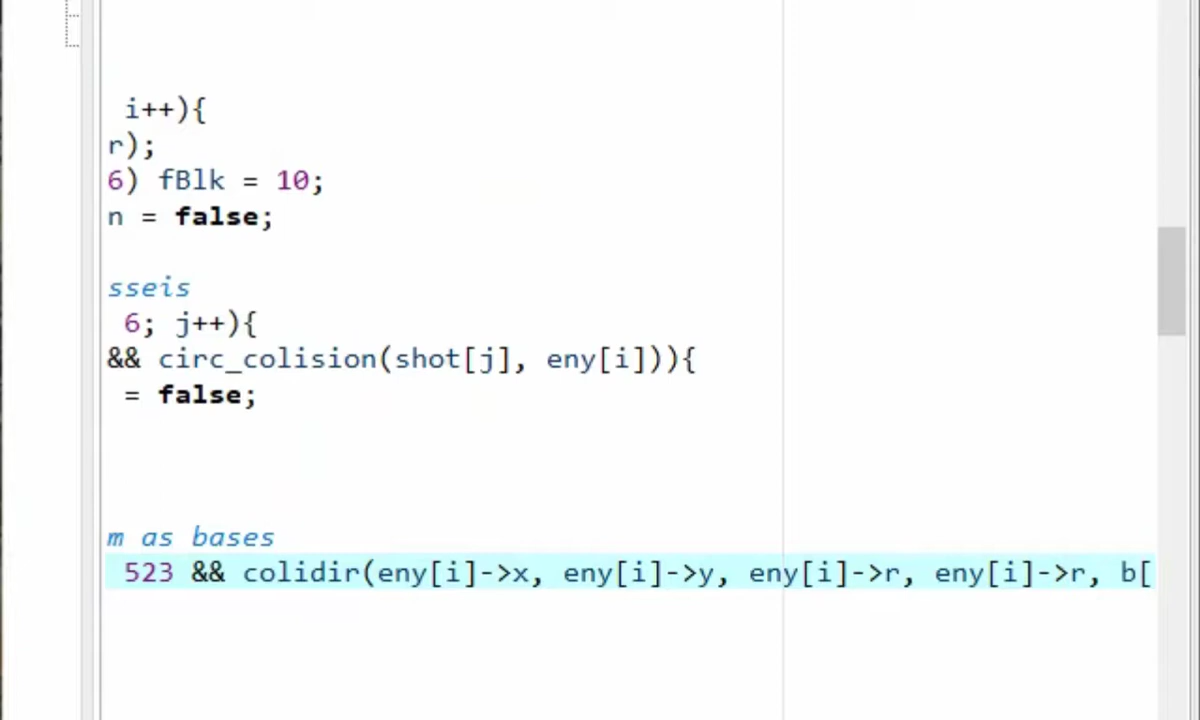 i++){
r);
6) fBlk = 10;
n = false;
sseis
6; j++){
&& circ_colision(shot[j], eny[i])){
= false;
m as bases
523 && colidir(eny[i]->x, eny[i]->y, eny[i]->r, eny[i]->r, b[